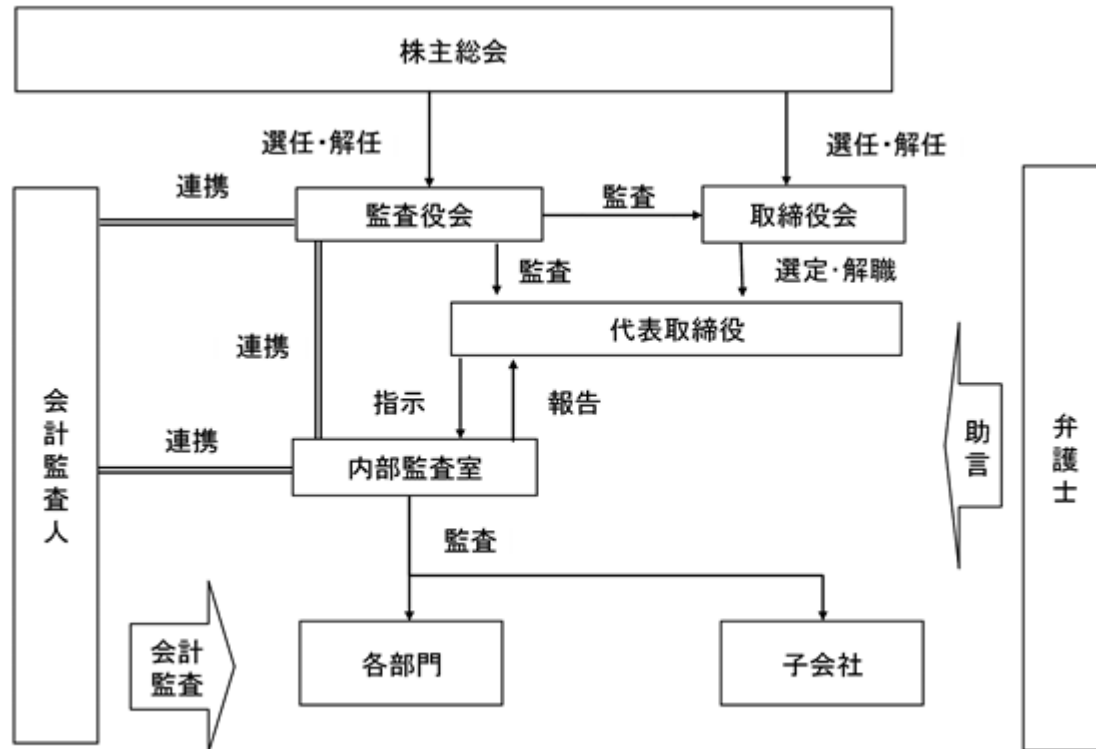 株主総会
選任・解任
選任・解任
連携
監査役会
監査
取締役会
監査
選定・解職
代表取締役
連携
指示
報告
会計監査人
連携
内部監査室
助言
弁護士
監査
会計
監査
各部門
子会社